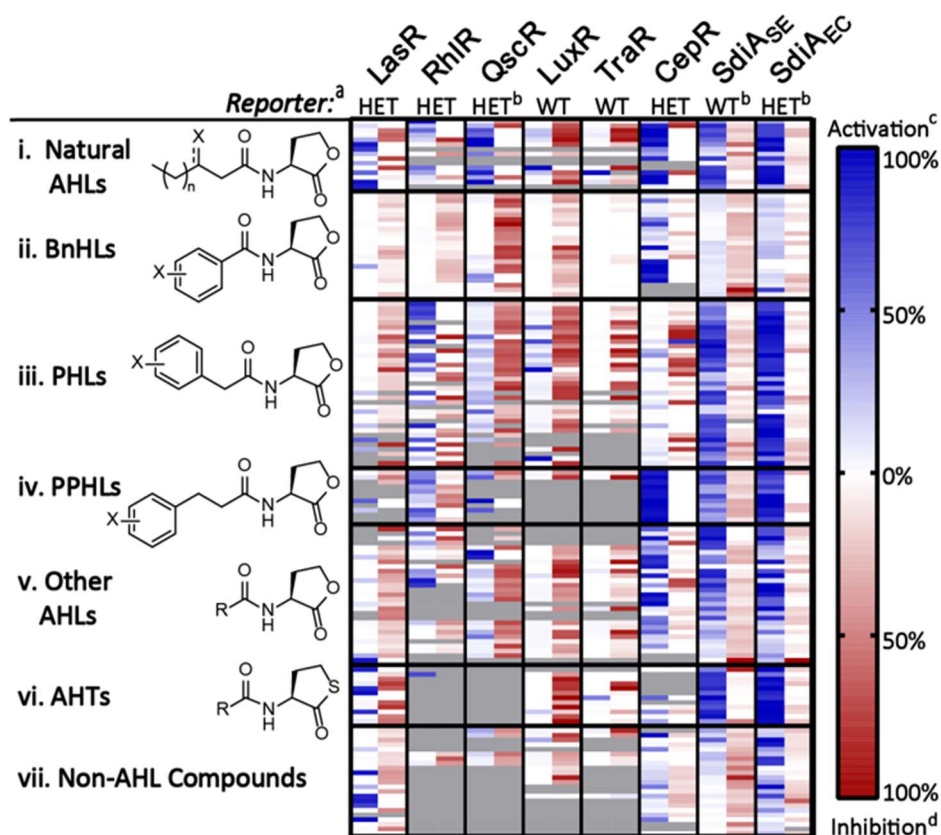 LasR RhlR QscR LuxR TraR CepR SdiASE SdiAEC
Reporter:a HET HET HETb WT WT HET WTb HETb
i. Natural
AHLs
X
O
O
( )n
N
H
O
ii. BnHLs
O
O
X
N
H
O
iii. PHLs
X
O
O
N
H
O
iv. PPHLs
O
O
X
N
H
O
v. Other
AHLs
O
O
R
N
H
O
vi. AHTs
O
S
R
N
H
O
vii. Non-AHL Compounds
Activationc
100%
50%
0%
50%
100%
Inhibitiond